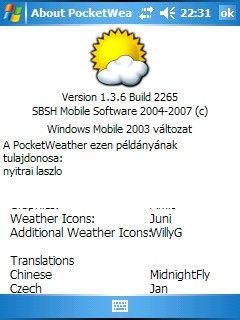 About PocketWea 22:31 ok
Version 1.3.6 Build 2265
SBSH Mobile Software 2004-2007 (c)
Windows Mobile 2003 változat
A PocketWeather ezen példányának
tulajdonosa:
nyitrai laszlo
Weather Icons: Juni
Additional Weather Icons: WillyG
Translations
Chinese MidnightFly
Czech Jan